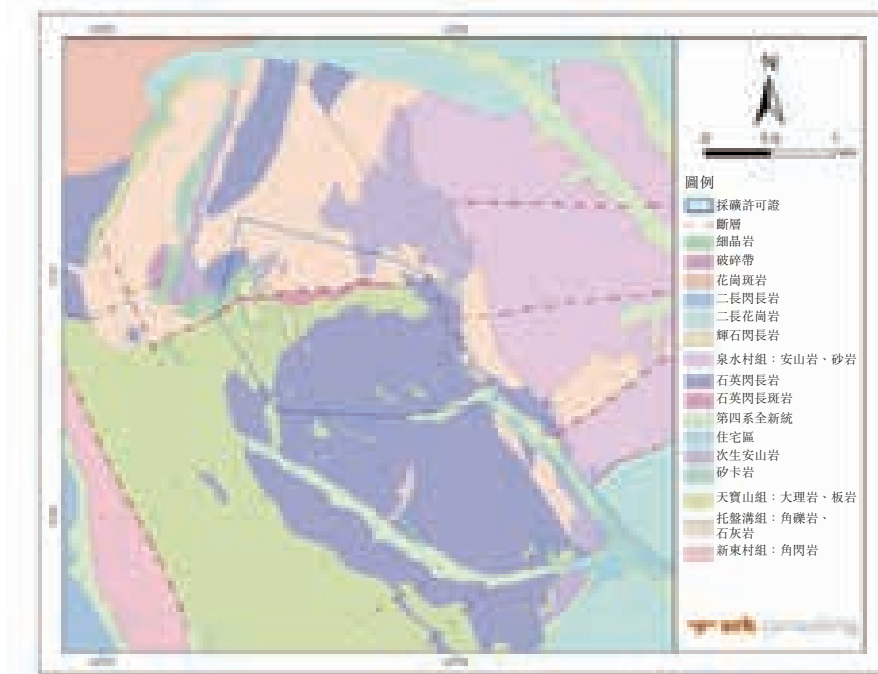 N
圖例
採礦許可證
斷層
細晶岩
破碎帶
花崗斑岩
二長閃長岩
二長花崗岩
輝石閃長岩
泉水村組：安山岩、砂岩
石英閃長岩
石英閃長斑岩
第四系全新統
住宅區
次生安山岩
矽卡岩
天寶山組：大理岩、板岩
托盤溝組：角礫岩、
石灰岩
新東村組：角閃岩